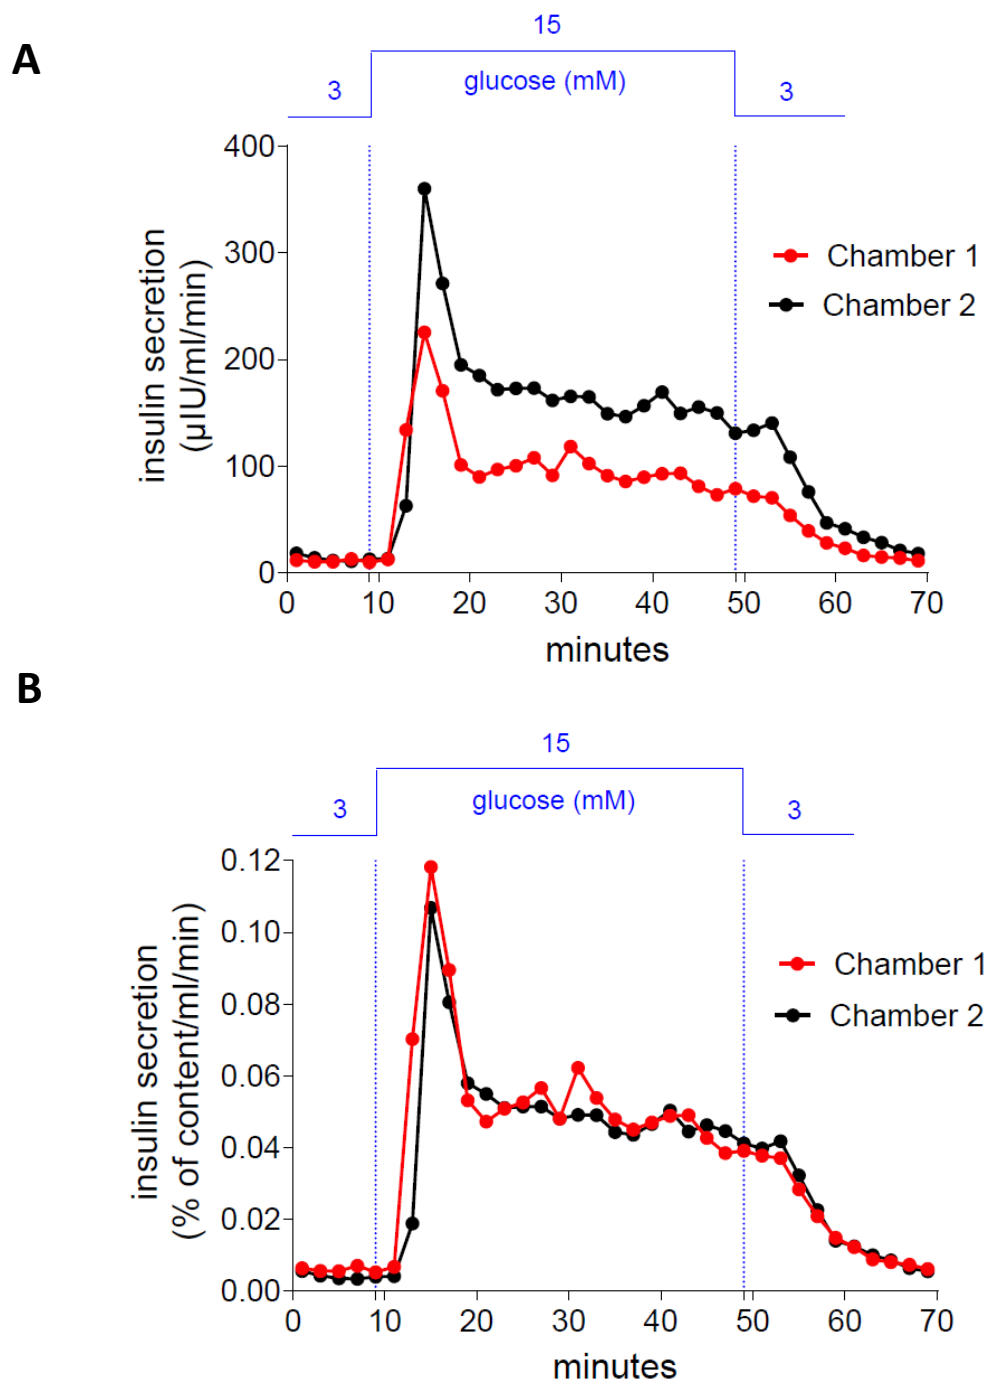 A
15
3
glucose (mM)
3
400
300
200
100
0
insulin secretion
(µIU/ml/min)
Chamber 1
Chamber 2
0 10 20 30 40 50 60 70
minutes
B
15
3
glucose (mM)
3
0.12
0.10
0.08
0.06
0.04
0.02
0.00
insulin secretion
(% of content/ml/min)
Chamber 1
Chamber 2
0 10 20 30 40 50 60 70
minutes